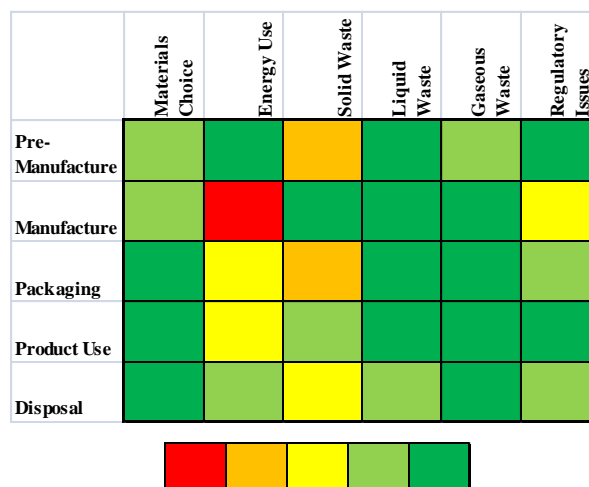 Materials
Choice
Energy Use
Solid Waste
Liquid
Waste
Gaseous
Waste
Regulatory
Issues
Pre-
Manufacture
Manufacture
Packaging
Product Use
Disposal